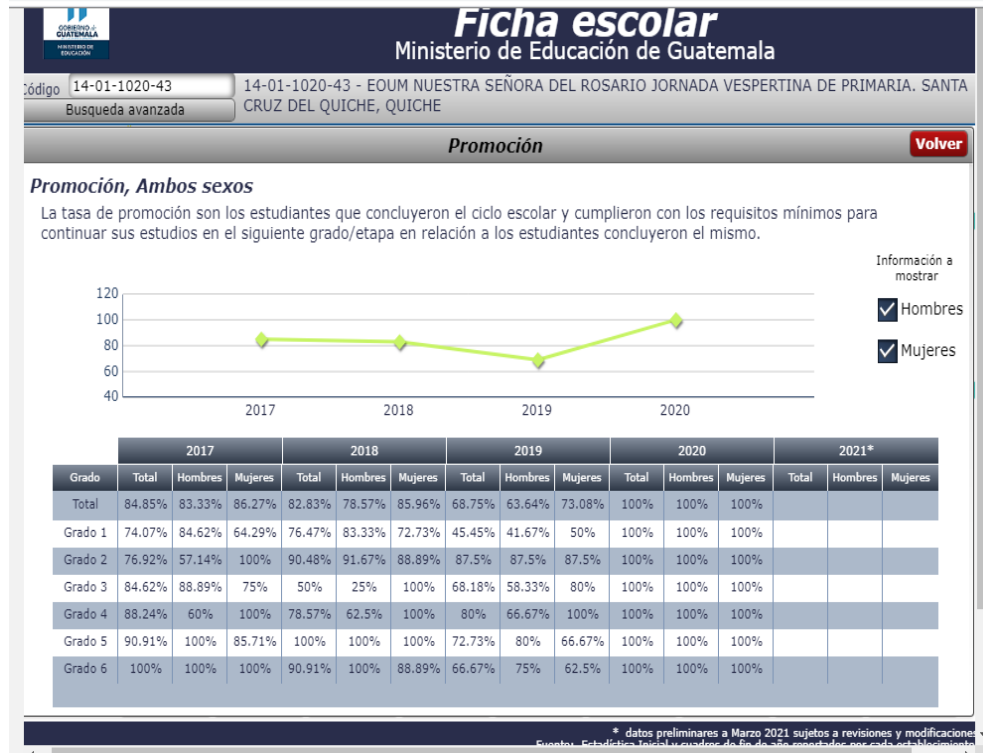 GOBIERNO de
GUATEMALA
MINISTERIO DE
EDUCACIÓN
Ficha escolar
Ministerio de Educación de Guatemala
Código 14-01-1020-43
Busqueda avanzada
14-01-1020-43 - EOUM NUESTRA SEÑORA DEL ROSARIO JORNADA VESPERTINA DE PRIMARIA. SANTA
CRUZ DEL QUICHE, QUICHE
Promoción
Volver
Promoción, Ambos sexos
La tasa de promoción son los estudiantes que concluyeron el ciclo escolar y cumplieron con los requisitos mínimos para
continuar sus estudios en el siguiente grado/etapa en relación a los estudiantes concluyeron el mismo.
Información a
mostrar
Hombres
Mujeres
120
100
80
60
40
2017 2018 2019 2020
2017 2018 2019 2020 2021*
Grado Total Hombres Mujeres Total Hombres Mujeres Total Hombres Mujeres Total Hombres Mujeres Total Hombres Mujeres
Total 84.85% 83.33% 86.27% 82.83% 78.57% 85.96% 68.75% 63.64% 73.08% 100% 100% 100%
Grado 1 74.07% 84.62% 64.29% 76.47% 83.33% 72.73% 45.45% 41.67% 50% 100% 100% 100%
Grado 2 76.92% 57.14% 100% 90.48% 91.67% 88.89% 87.5% 87.5% 87.5% 100% 100% 100%
Grado 3 84.62% 88.89% 75% 50% 25% 100% 68.18% 58.33% 80% 100% 100% 100%
Grado 4 88.24% 60% 100% 78.57% 62.5% 100% 80% 66.67% 100% 100% 100% 100%
Grado 5 90.91% 100% 85.71% 100% 100% 100% 72.73% 80% 66.67% 100% 100% 100%
Grado 6 100% 100% 100% 90.91% 100% 88.89% 66.67% 75% 62.5% 100% 100% 100%
* datos preliminares a Marzo 2021 sujetos a revisiones y modificaciones
Fuente: Estadística Inicial y cuadros de fin de año reportados por cada establecimiento